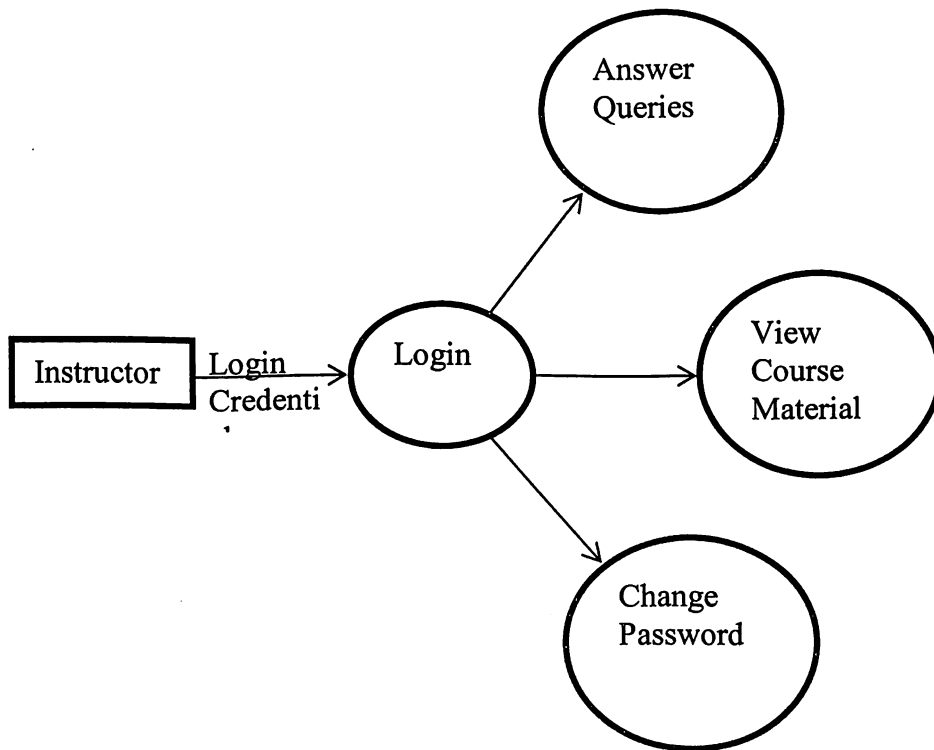 Answer
Queries
Instructor
Login
Credenti
Login
View
Course
Material
Change
Password